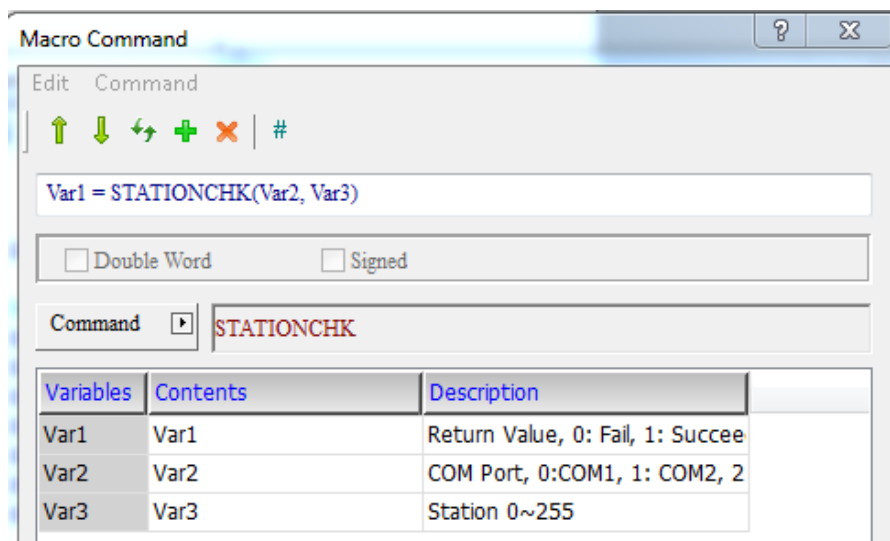 Macro Command
Edit Command
#
Var1 = STATIONCHK(Var2, Var3)
Double Word Signed
Command STATIONCHK
Variables Contents Description
Var1 Var1 Return Value, 0: Fail, 1: Succee
Var2 Var2 COM Port, 0:COM1, 1: COM2, 2
Var3 Var3 Station 0~255